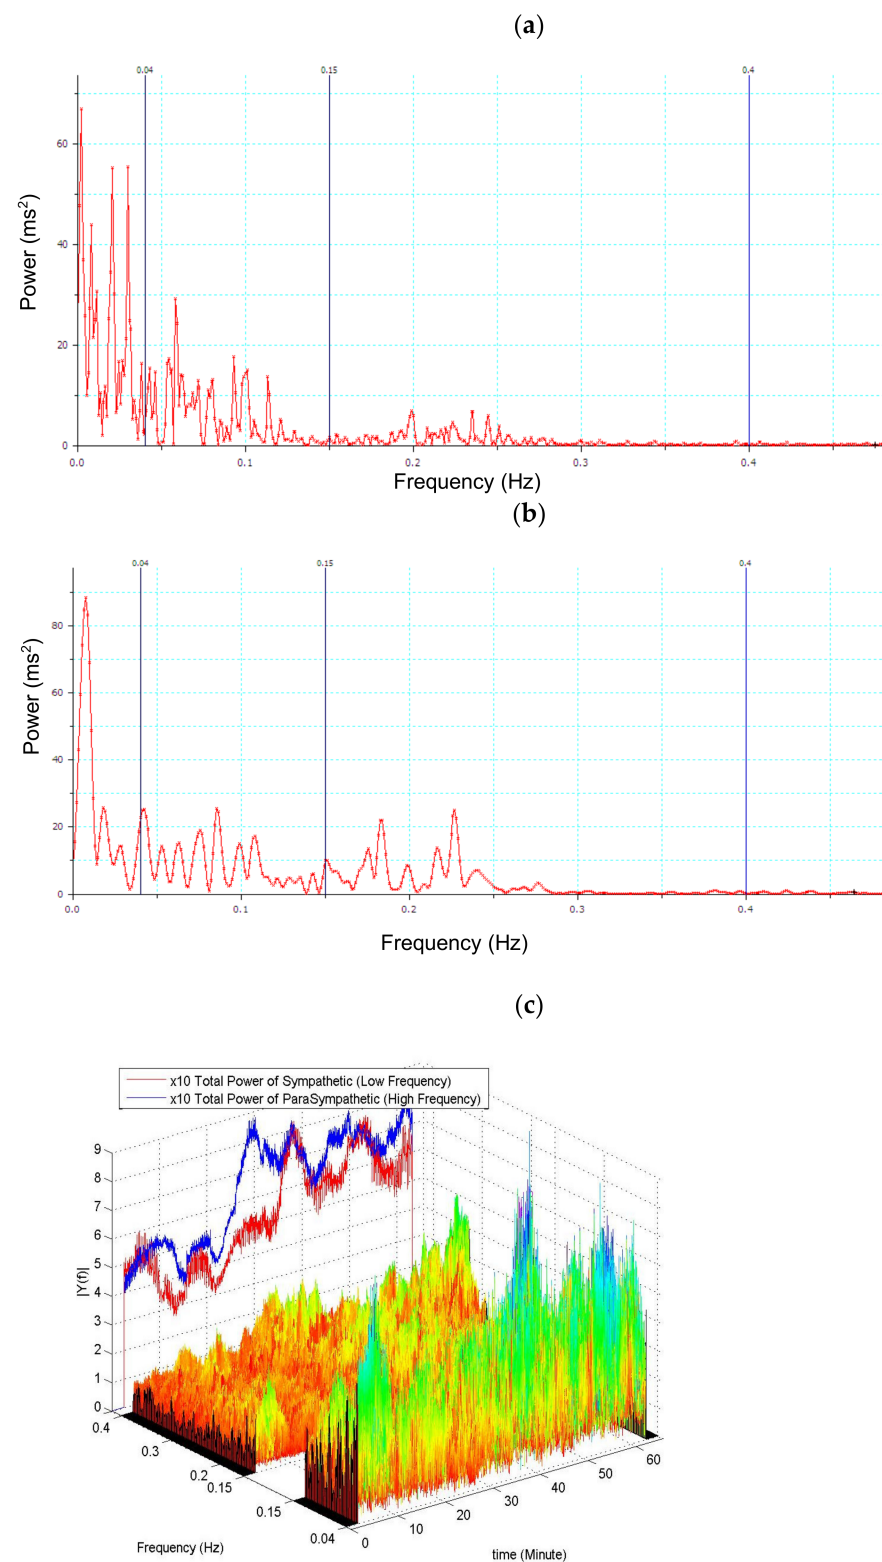 (a)
0.04 0.15 0.4
60
40
20
0
Power (ms2)
0.0 0.1 0.2 0.3 0.4
Frequency (Hz)
(b)
0.04 0.15 0.4
80
60
40
20
0
Power (ms2)
0.0 0.1 0.2 0.3 0.4
Frequency (Hz)
(c)
x10 Total Power of Sympathetic (Low Frequency)
x10 Total Power of ParaSympathetic (High Frequency)
9
8
7
6
5
4
3
2
1
0
|Y(f)|
0.4
0.3
0.2
0.15
0.15
0.04
Frequency (Hz)
0 10 20 30 40 50 60
time (Minute)